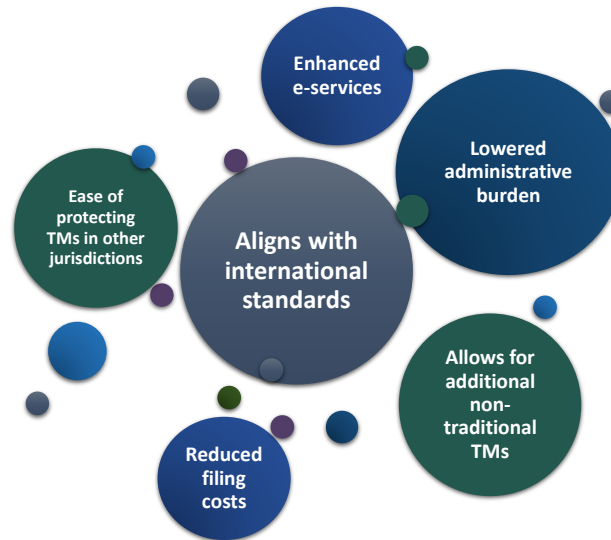 Enhanced
e-services
Lowered
administrative
burden
Ease of
protecting
TMs in other
jurisdictions
Aligns with
international
standards
Allows for
additional
non-
traditional
TMs
Reduced
filing
costs